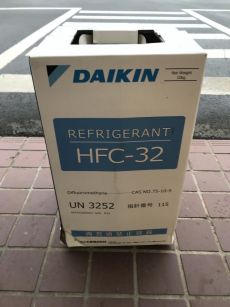 DAIKIN
Net Weight
10kg
REFRIGERANT
HFC-32
Difluoromethane CAS NO.75-10-5
UN 3252 指針番号 115
DAIKIN